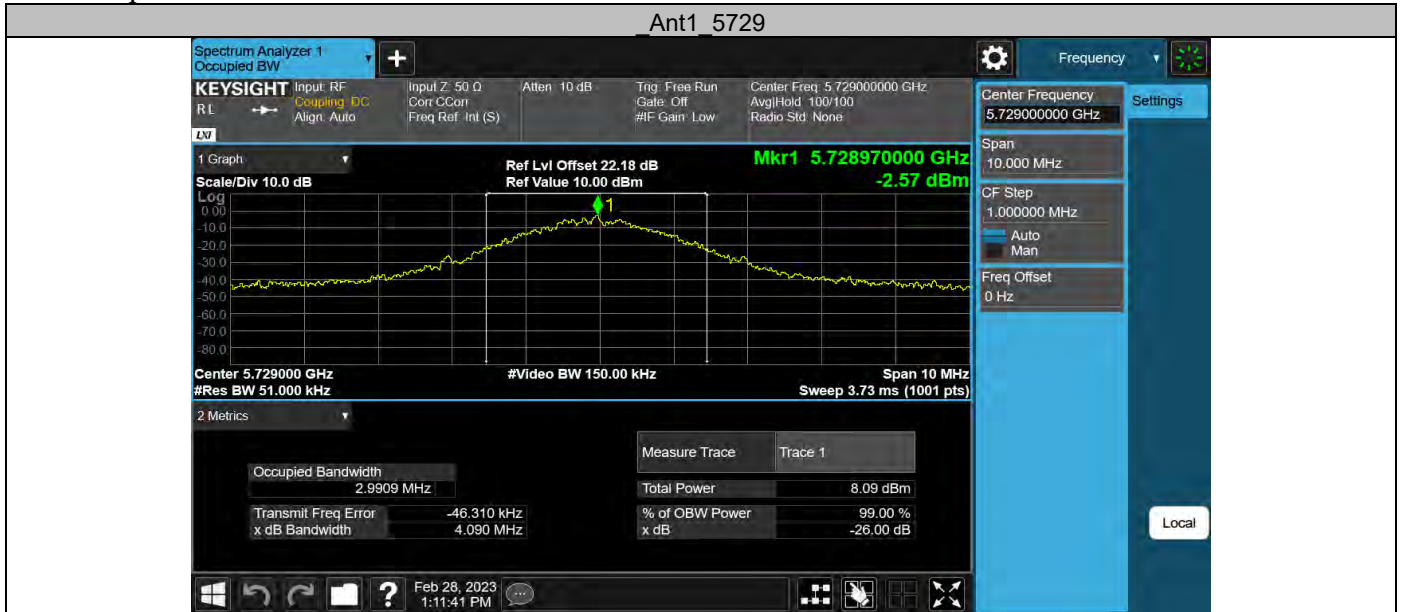 _Ant1_5729
Spectrum Analyzer 1
Occupied BW
+
Frequency
KEYSIGHT
R L
LXI
Input: RF
Coupling: DC
Align: Auto
Input Z: 50 Ω
Corr CCorr
Freq Ref: Int (S)
Atten: 10 dB
Trig: Free Run
Gate: Off
#IF Gain: Low
Center Freq: 5.729000000 GHz
Avg|Hold: 100/100
Radio Std: None
Center Frequency
5.729000000 GHz
Settings
Span
10.000 MHz
CF Step
1.000000 MHz
Auto
Man
Freq Offset
0 Hz
Local
1 Graph
Scale/Div 10.0 dB
Ref Lvl Offset 22.18 dB
Ref Value 10.00 dBm
Mkr1 5.728970000 GHz
-2.57 dBm
Log
0.00
-10.0
-20.0
-30.0
-40.0
-50.0
-60.0
-70.0
-80.0
1
Center 5.729000 GHz
#Res BW 51.000 kHz
#Video BW 150.00 kHz
Span 10 MHz
Sweep 3.73 ms (1001 pts)
2 Metrics
Measure Trace Trace 1
Occupied Bandwidth
2.9909 MHz
Total Power 8.09 dBm
Transmit Freq Error -46.310 kHz
% of OBW Power 99.00 %
x dB Bandwidth 4.090 MHz
x dB -26.00 dB
?
Feb 28, 2023
1:11:41 PM